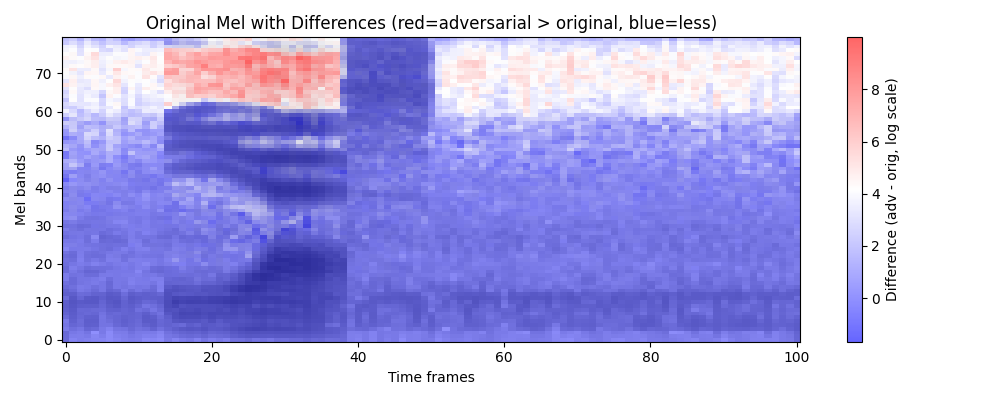 Original Mel with Differences (red=adversarial > original, blue=less)
Mel bands
70
60
50
40
30
20
10
0
0 20 40 60 80 100
Time frames
8
6
4
2
0
Difference (adv - orig, log scale)